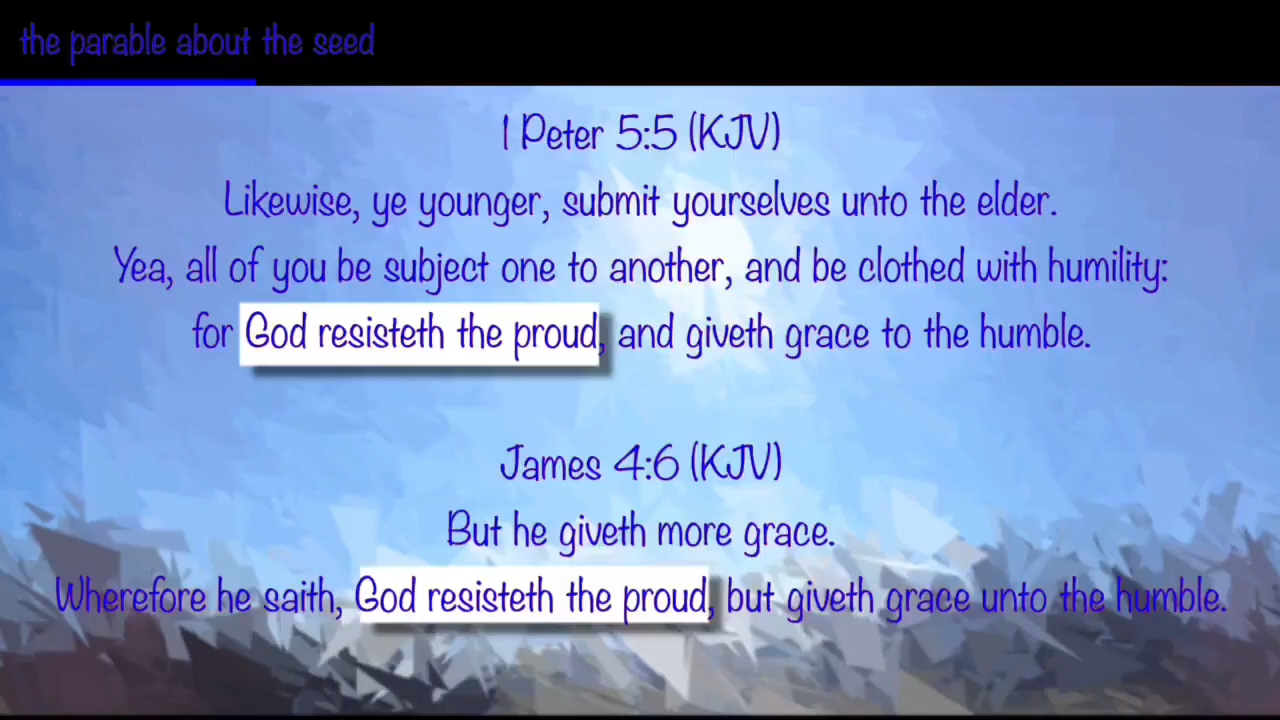 the parable about the seed
1 Peter 5:5 (KJV)
Likewise, ye younger, submit yourselves unto the elder.
Yea, all of you be subject one to another, and be clothed with humility:
for God resisteth the proud, and giveth grace to the humble.
James 4:6 (KJV)
But he giveth more grace.
Wherefore he saith, God resisteth the proud, but giveth grace unto the humble.